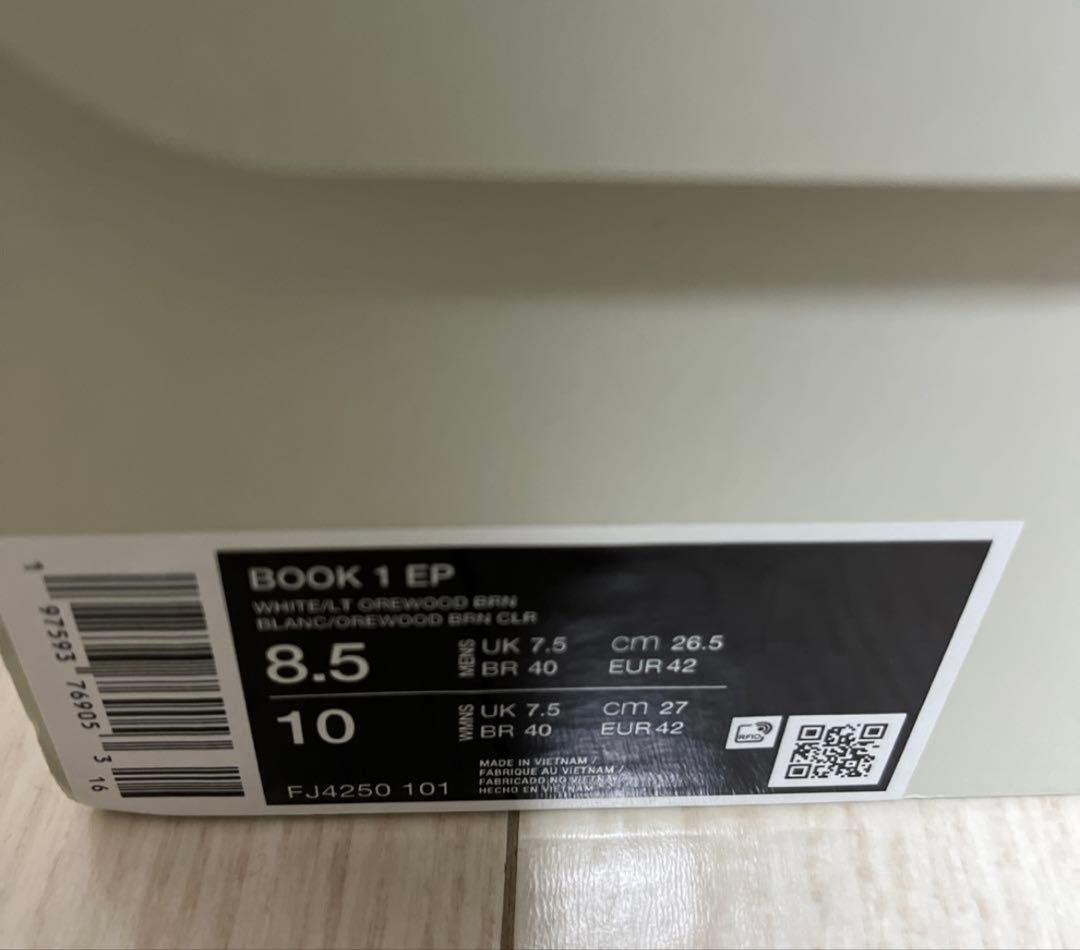 BOOK 1 EP
WHITE/LT OREWOOD BRN
BLANC/OREWOOD BRN CLR
8.5 MENS UK 7.5 cm 26.5
BR 40 EUR 42
10 WMNS UK 7.5 cm 27
BR 40 EUR 42
RFID
MADE IN VIETNAM /
FABRIQUE AU VIETNAM /
FABRICADO NO VIETNAM /
HECHO EN VIETNAM
FJ4250 101
1 97593 76905 3 16